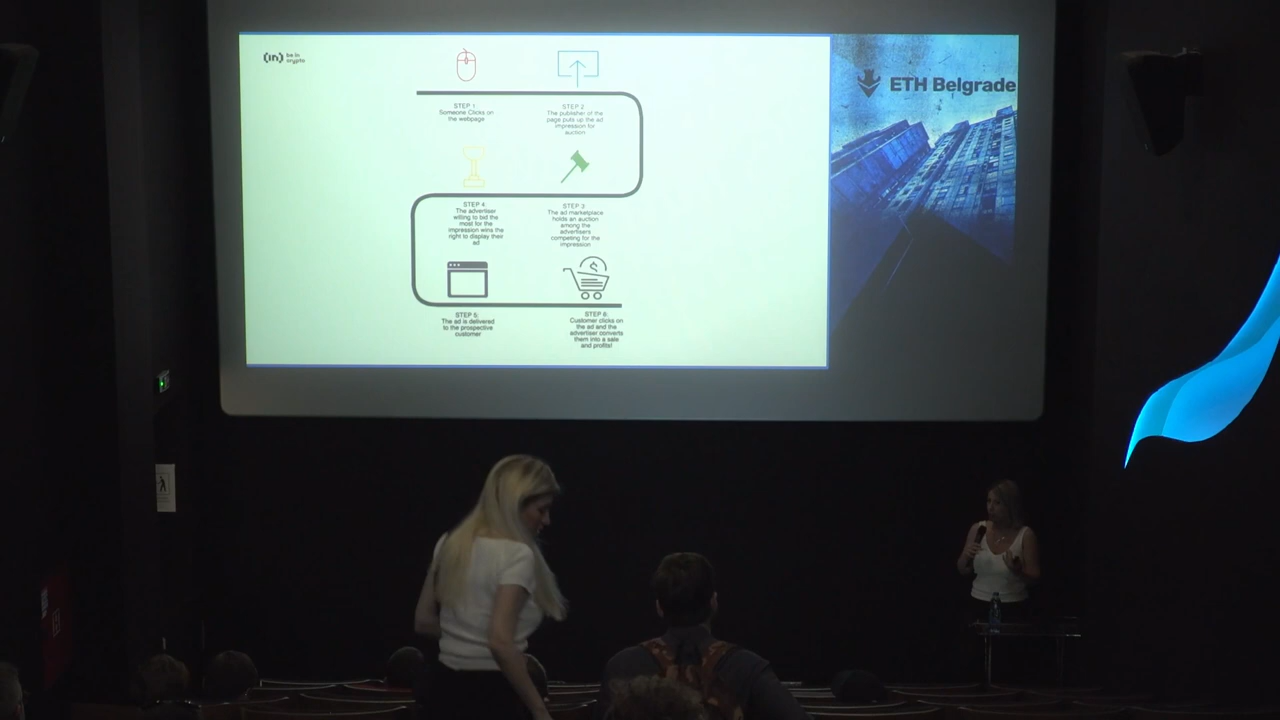 (in) be in
crypto
ETH Belgrade
STEP 1
Someone Clicks on
the webpage
STEP 2
The publisher of the
page puts up the ad
impression for
auction
STEP 4
The advertiser
willing to bid the
most for the
impression wins the
right to display their
ad
STEP 3
The ad marketplace
holds an auction
among the
advertisers
competing for the
impression
STEP 5:
The ad is delivered
to the prospective
customer
STEP 6:
Customer clicks on
the ad and the
advertiser converts
them into a sale
and profits!